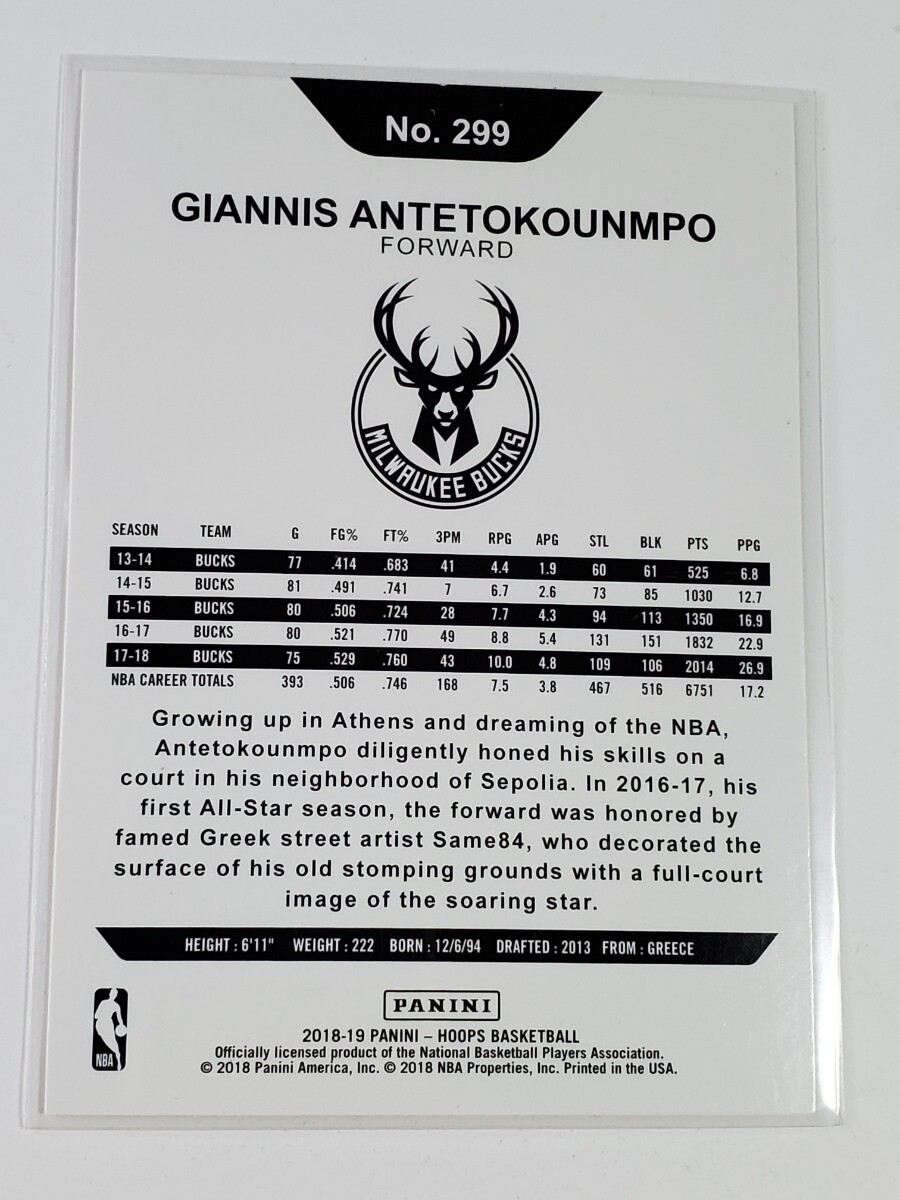 No. 299
GIANNIS ANTETOKOUNMPO
FORWARD
MILWAUKEE BUCKS
SEASON TEAM G FG% FT% 3PM RPG APG STL BLK PTS PPG
13-14 BUCKS 77 .414 .683 41 4.4 1.9 60 61 525 6.8
14-15 BUCKS 81 .491 .741 7 6.7 2.6 73 85 1030 12.7
15-16 BUCKS 80 .506 .724 28 7.7 4.3 94 113 1350 16.9
16-17 BUCKS 80 .521 .770 49 8.8 5.4 131 151 1832 22.9
17-18 BUCKS 75 .529 .760 43 10.0 4.8 109 106 2014 26.9
NBA CAREER TOTALS 393 .506 .746 168 7.5 3.8 467 516 6751 17.2
Growing up in Athens and dreaming of the NBA,
Antetokounmpo diligently honed his skills on a
court in his neighborhood of Sepolia. In 2016-17, his
first All-Star season, the forward was honored by
famed Greek street artist Same84, who decorated the
surface of his old stomping grounds with a full-court
image of the soaring star.
HEIGHT : 6'11" WEIGHT : 222 BORN : 12/6/94 DRAFTED : 2013 FROM : GREECE
NBA
PANINI
2018-19 PANINI – HOOPS BASKETBALL
Officially licensed product of the National Basketball Players Association.
© 2018 Panini America, Inc. © 2018 NBA Properties, Inc. Printed in the USA.